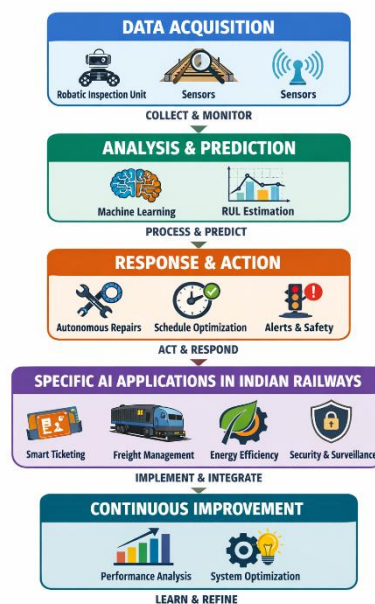 DATA ACQUISITION
Robatic Inspection Unit Sensors Sensors
COLLECT & MONITOR
ANALYSIS & PREDICTION
Machine Learning RUL Estimation
PROCESS & PREDICT
RESPONSE & ACTION
Autonomous Repairs Schedule Optimization Alerts & Safety
ACT & RESPOND
SPECIFIC AI APPLICATIONS IN INDIAN RAILWAYS
Smart Ticketing Freight Management Energy Efficiency Security & Surveillance
IMPLEMENT & INTEGRATE
CONTINUOUS IMPROVEMENT
Performance Analysis System Optimization
LEARN & REFINE